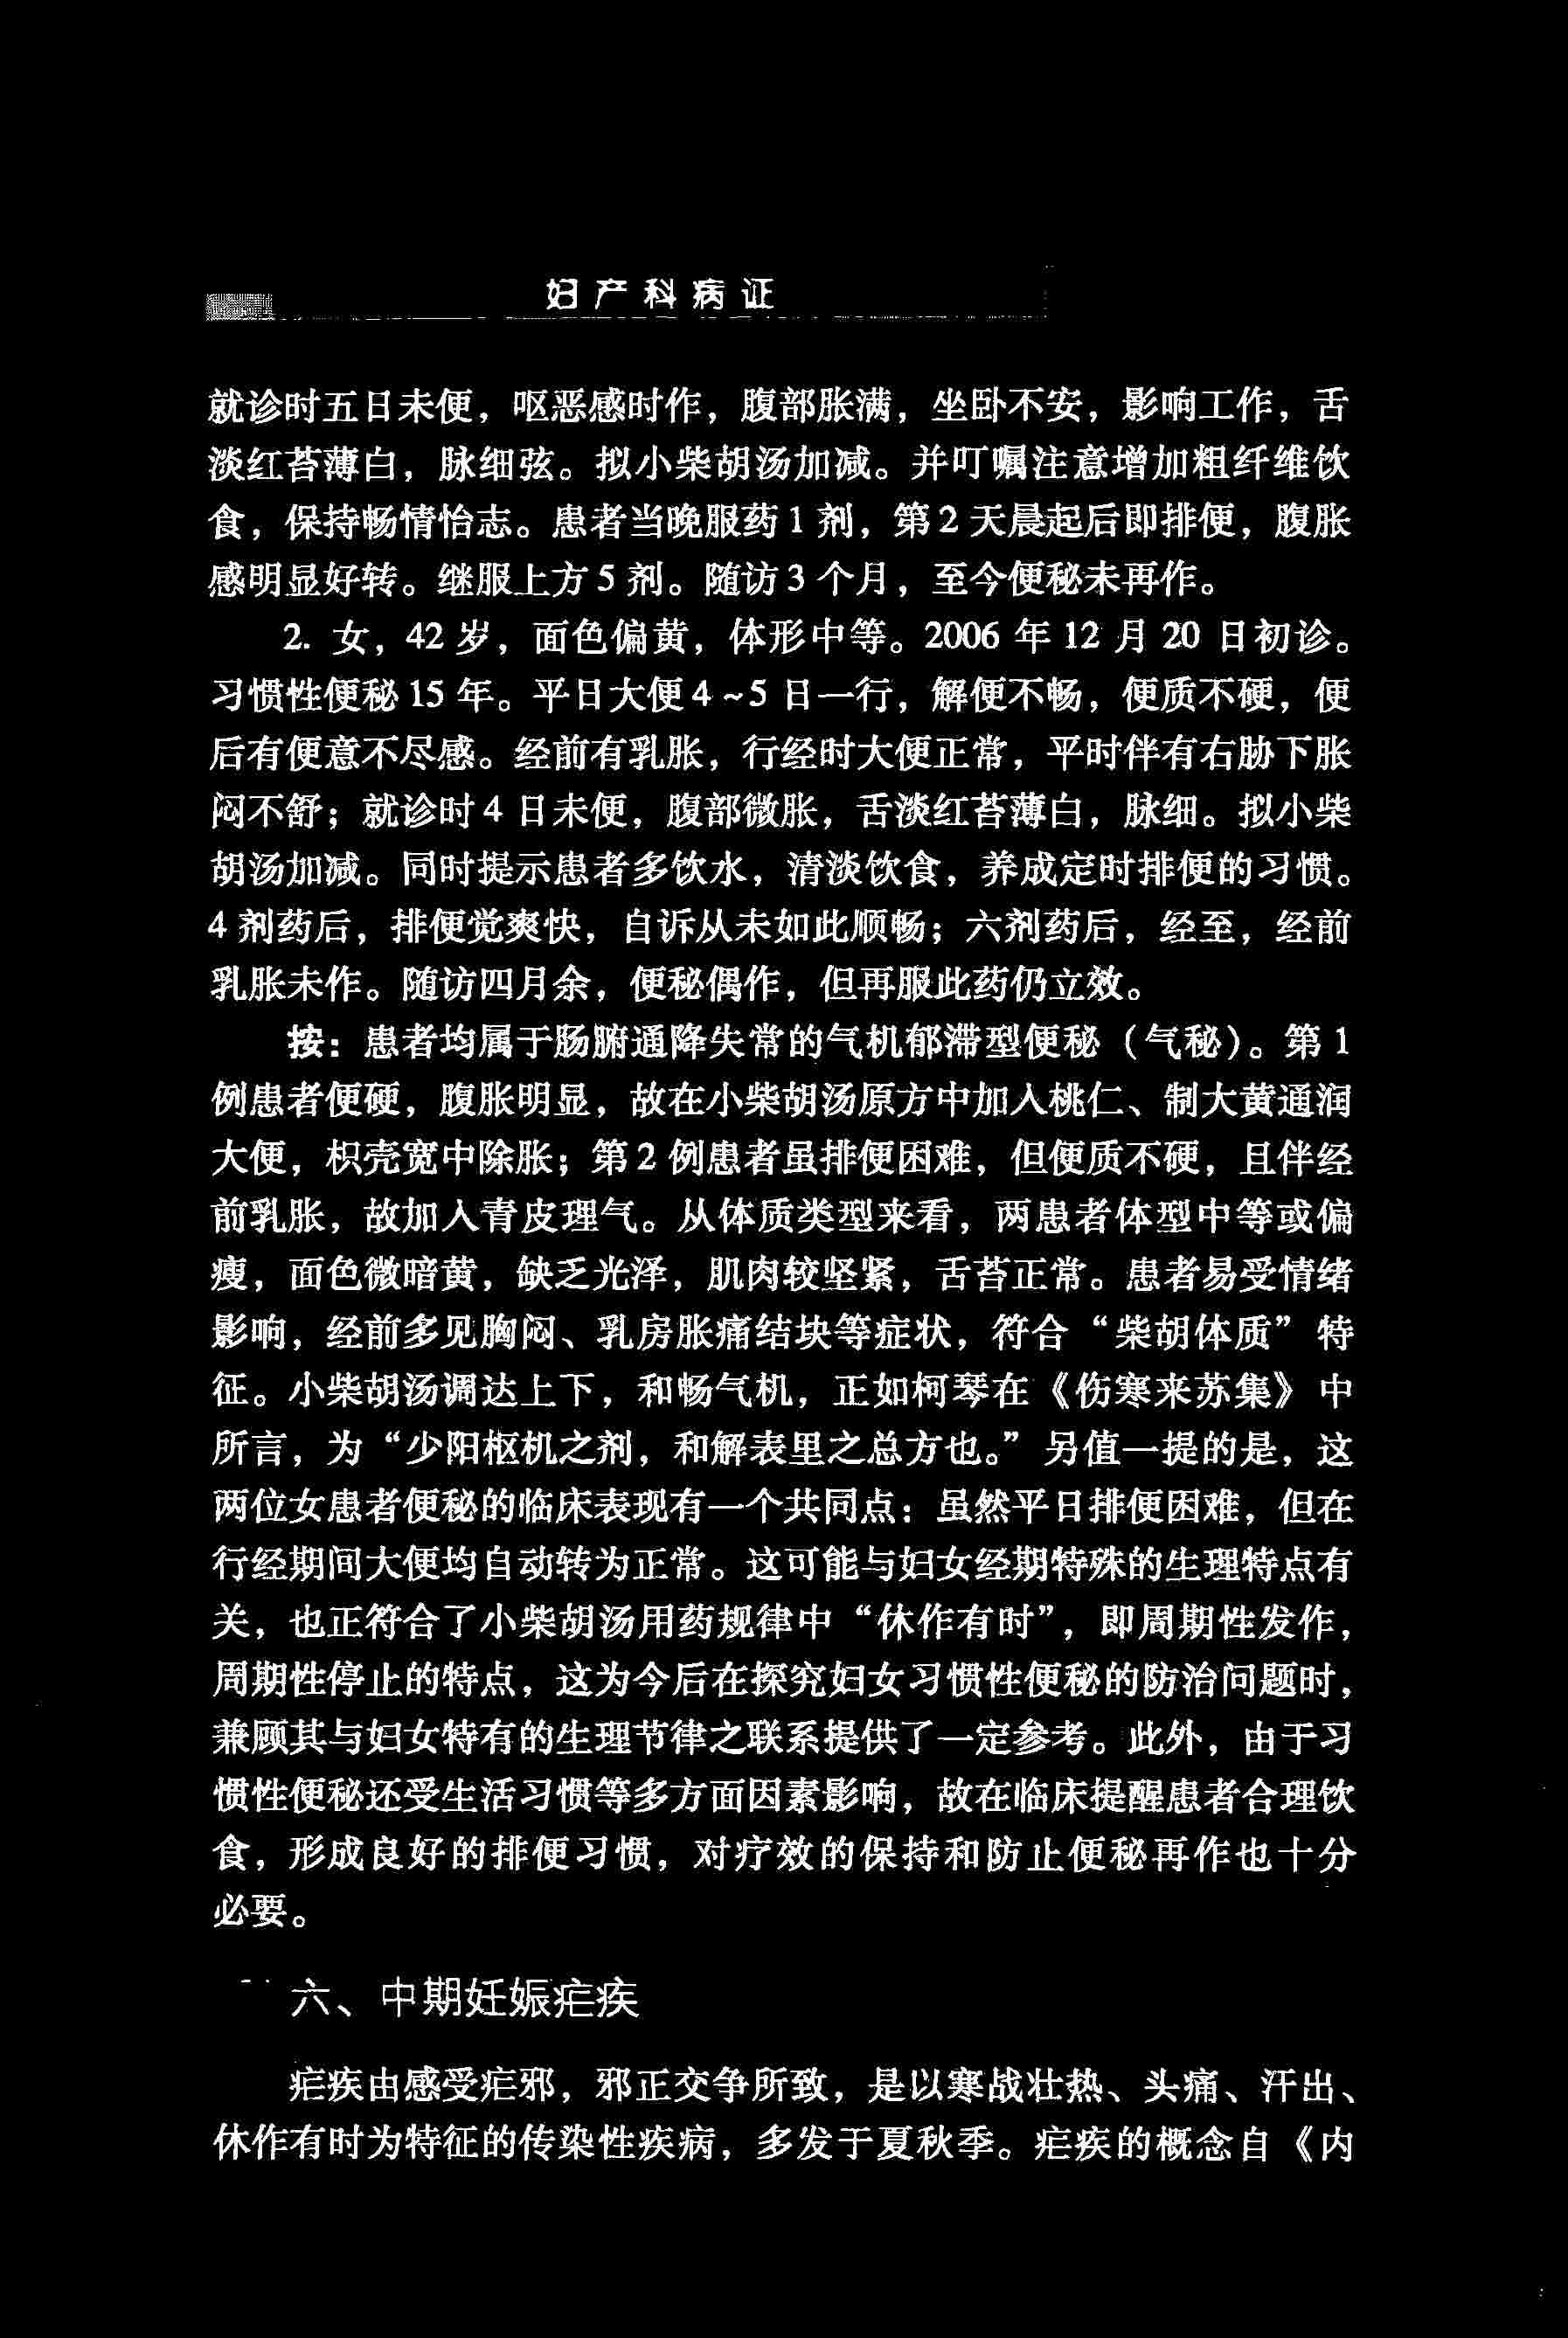 妇产科病证
就诊时五日未便，呕恶感时作，腹部胀满，坐卧不安，影响工作，舌
淡红苔薄白，脉细弦。拟小柴胡汤加减。并叮嘱注意增加粗纤维饮
食，保持畅情怡志。患者当晚服药1剂，第2天晨起后即排便，腹胀
感明显好转。继服上方5剂。随访3个月，至今便秘未再作。
2. 女，42岁，面色偏黄，体形中等。2006年12月20日初诊。
习惯性便秘15年。平日大便4~5日一行，解便不畅，便质不硬，便
后有便意不尽感。经前有乳胀，行经时大便正常，平时伴有右胁下胀
闷不舒；就诊时4日未便，腹部微胀，舌淡红苔薄白，脉细。拟小柴
胡汤加减。同时提示患者多饮水，清淡饮食，养成定时排便的习惯。
4剂药后，排便觉爽快，自诉从未如此顺畅；六剂药后，经至，经前
乳胀未作。随访四月余，便秘偶作，但再服此药仍立效。
按：患者均属于肠腑通降失常的气机郁滞型便秘（气秘）。第1
例患者便硬，腹胀明显，故在小柴胡汤原方中加入桃仁、制大黄通润
大便，枳壳宽中除胀；第2例患者虽排便困难，但便质不硬，且伴经
前乳胀，故加入青皮理气。从体质类型来看，两患者体型中等或偏
瘦，面色微暗黄，缺乏光泽，肌肉较坚紧，舌苔正常。患者易受情绪
影响，经前多见胸闷、乳房胀痛结块等症状，符合“柴胡体质”特
征。小柴胡汤调达上下，和畅气机，正如柯琴在《伤寒来苏集》中
所言，为“少阳枢机之剂，和解表里之总方也。”另值一提的是，这
两位女患者便秘的临床表现有一个共同点：虽然平日排便困难，但在
行经期间大便均自动转为正常。这可能与妇女经期特殊的生理特点有
关，也正符合了小柴胡汤用药规律中“休作有时”，即周期性发作，
周期性停止的特点，这为今后在探究妇女习惯性便秘的防治问题时，
兼顾其与妇女特有的生理节律之联系提供了一定参考。此外，由于习
惯性便秘还受生活习惯等多方面因素影响，故在临床提醒患者合理饮
食，形成良好的排便习惯，对疗效的保持和防止便秘再作也十分
必要。
六、中期妊娠疟疾
疟疾由感受疟邪，邪正交争所致，是以寒战壮热、头痛、汗出、
休作有时为特征的传染性疾病，多发于夏秋季。疟疾的概念自《内